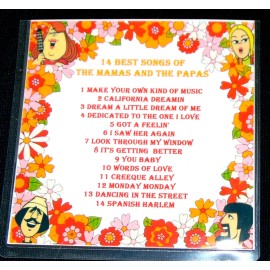 14 BEST SONGS OF
THE MAMAS AND THE PAPAS
1 MAKE YOUR OWN KIND OF MUSIC
2 CALIFORNIA DREAMIN
3 DREAM A LITTLE DREAM OF ME
4 DEDICATED TO THE ONE I LOVE
5 GOT A FEELIN'
6 I SAW HER AGAIN
7 LOOK THROUGH MY WINDOW
8 IT'S GETTING BETTER
9 YOU BABY
10 WORDS OF LOVE
11 CREEQUE ALLEY
12 MONDAY MONDAY
13 DANCING IN THE STREET
14 SPANISH HARLEM